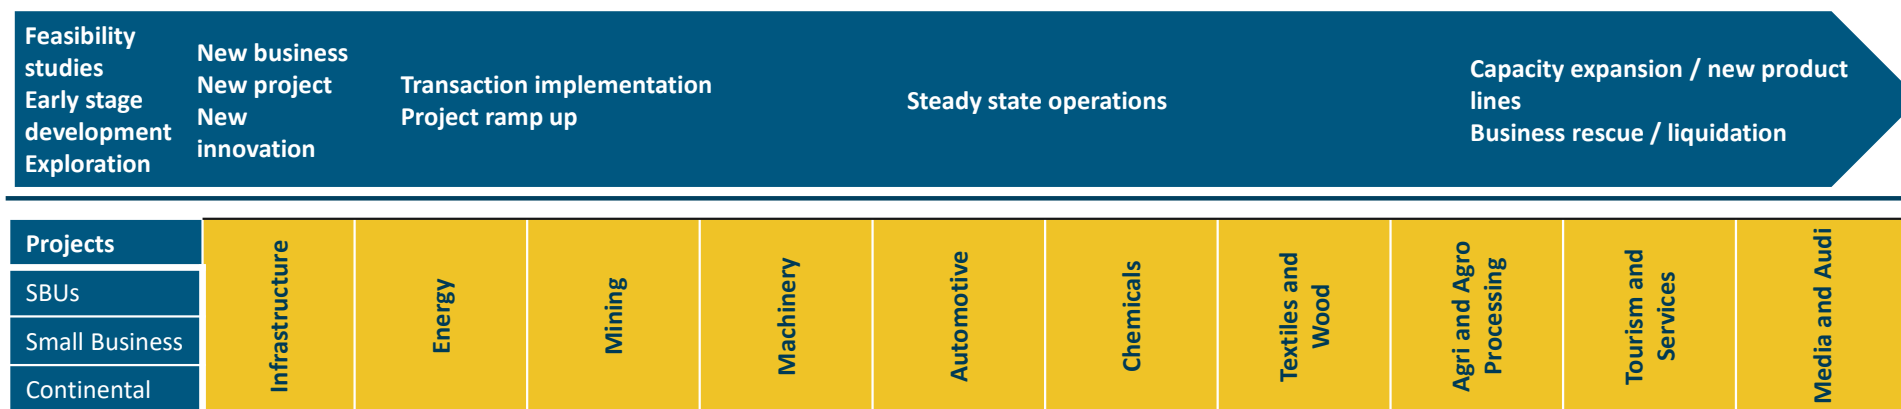 Feasibility
studies
Early stage
development
Exploration
New business
New project
New
innovation
Transaction implementation
Project ramp up
Steady state operations
Capacity expansion / new product
lines
Business rescue / liquidation
Projects
SBUs
Small Business
Continental
Infrastructure
Energy
Mining
Machinery
Automotive
Chemicals
Textiles and
Wood
Agri and Agro
Processing
Tourism and
Services
Media and Audi